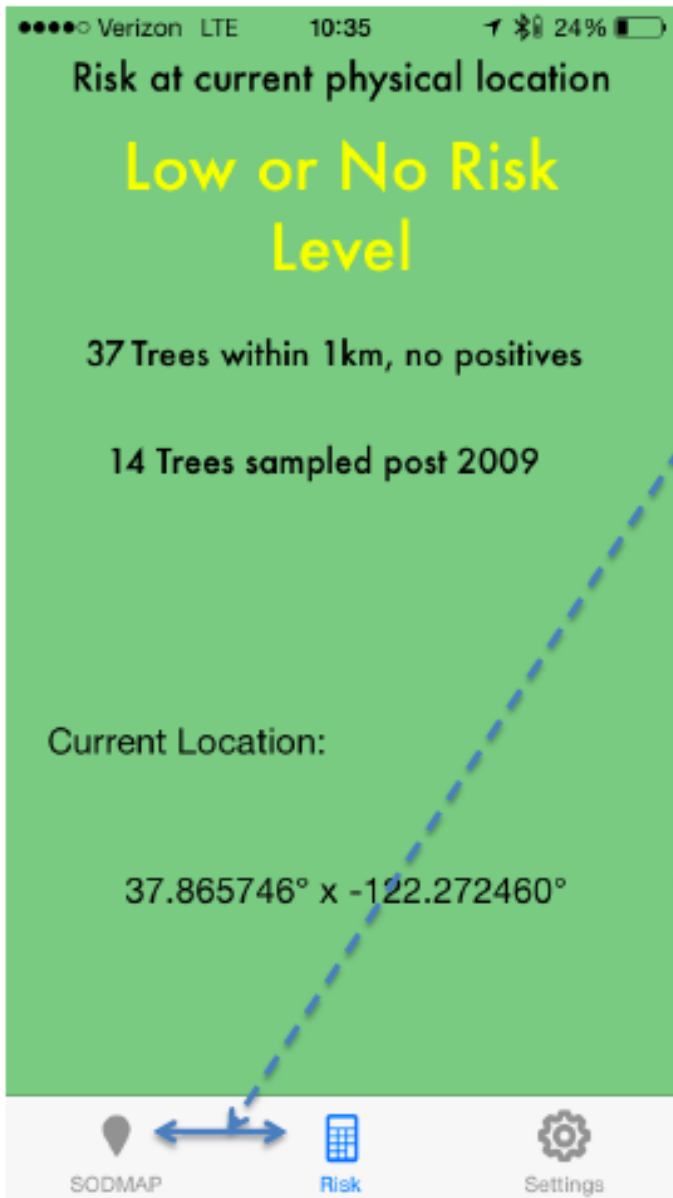 Verizon LTE 10:35 24%
Risk at current physical location
Low or No Risk
Level
37 Trees within 1km, no positives
14 Trees sampled post 2009
Current Location:
37.865746° x -122.272460°
SODMAP Risk Settings